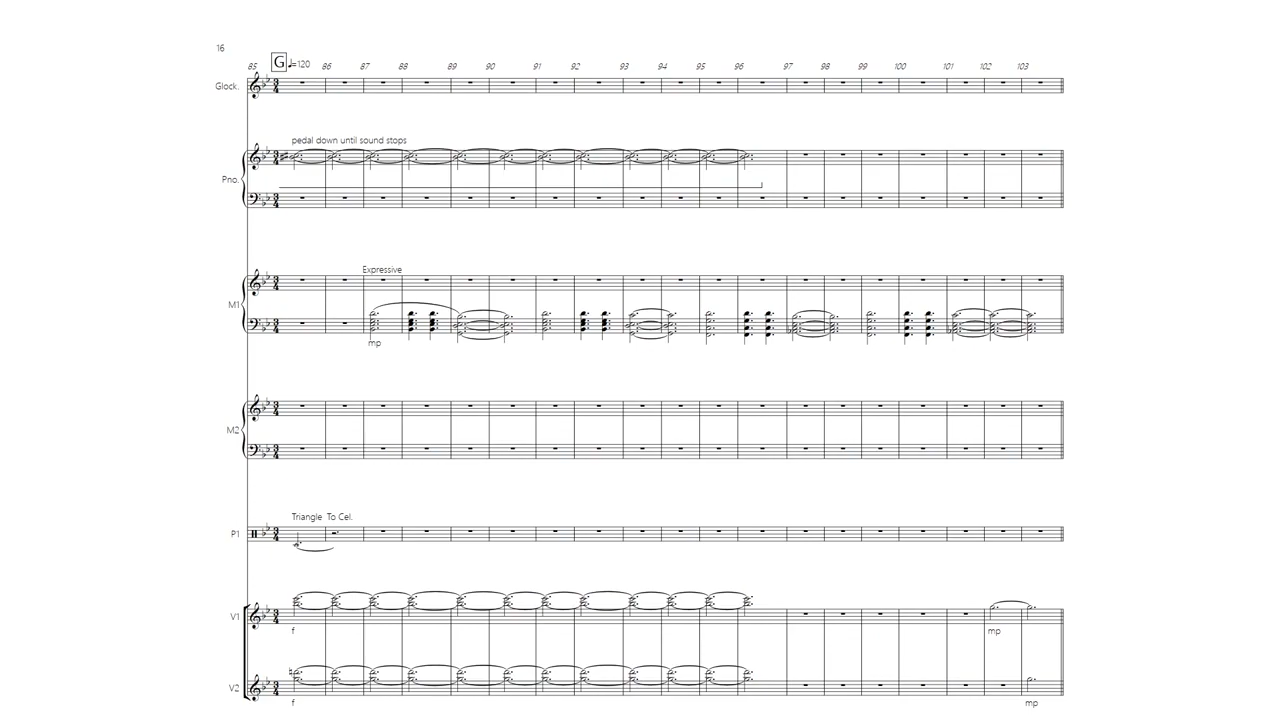 16
85 G ♩=120 86 87 88 89 90 91 92 93 94 95 96 97 98 99 100 101 102 103
Glock.
pedal down until sound stops
Pno.
Expressive
M1
mp
M2
Triangle To Cel.
P1
V1
f mp
V2
f mp